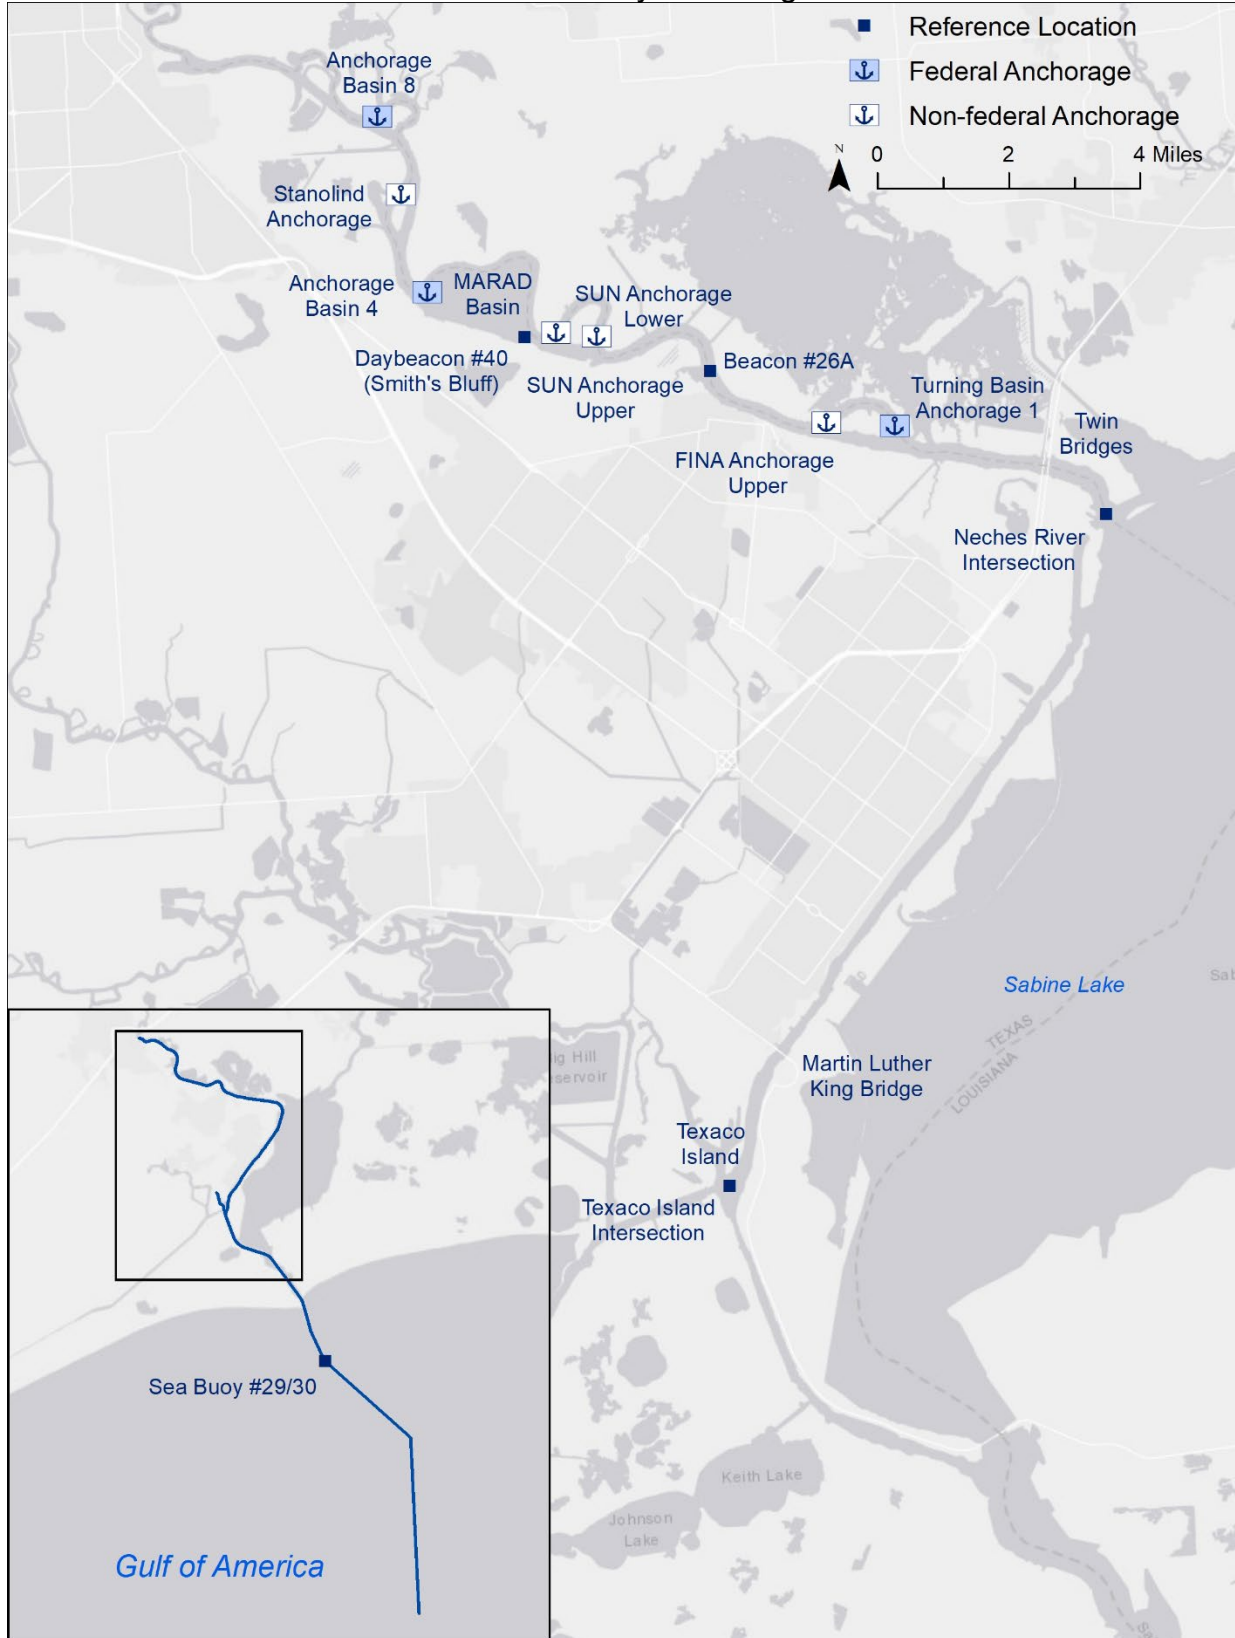 Reference Location
Federal Anchorage
Non-federal Anchorage
N
0 2 4 Miles
Anchorage
Basin 8
Stanolind
Anchorage
Anchorage
Basin 4
MARAD
Basin
SUN Anchorage
Lower
Daybeacon #40
(Smith's Bluff)
SUN Anchorage
Upper
Beacon #26A
Turning Basin
Anchorage 1
Twin
Bridges
FINA Anchorage
Upper
Neches River
Intersection
Sabine Lake
TEXAS
LOUISIANA
Martin Luther
King Bridge
Texaco
Island
Texaco Island
Intersection
Keith Lake
Johnson
Lake
Hill
Sea Buoy #29/30
Gulf of America